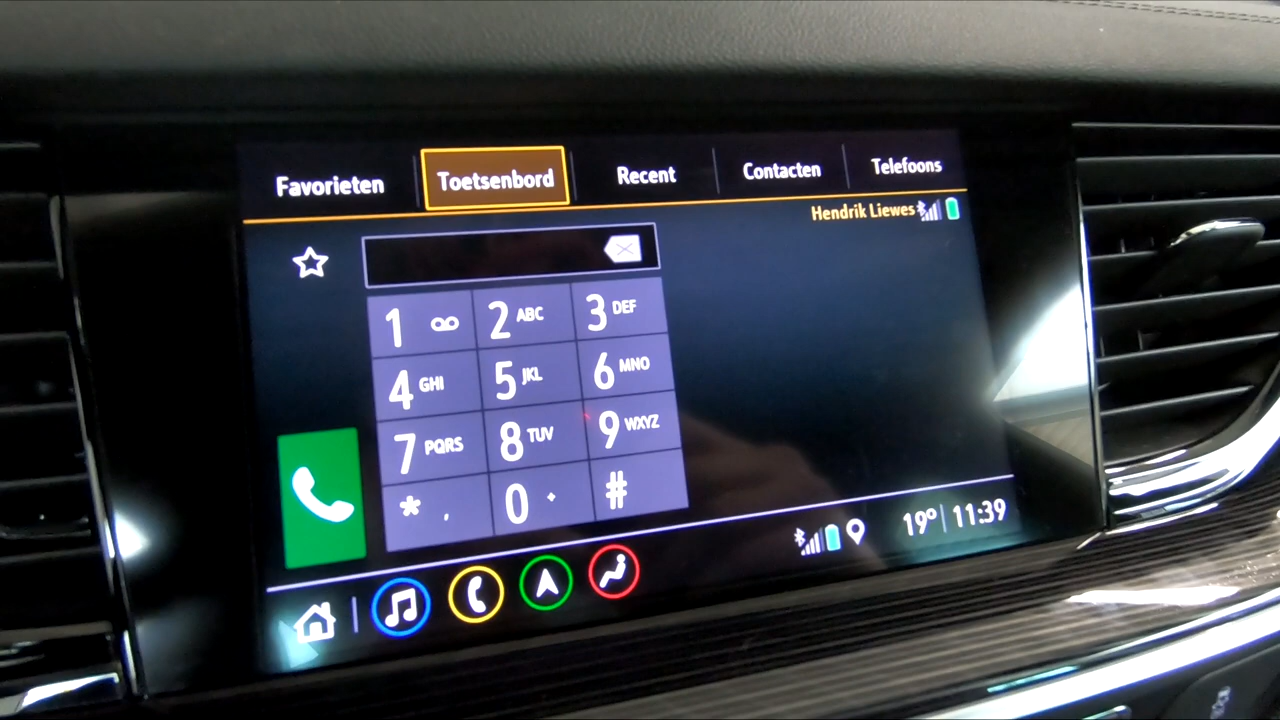 Favorieten Toetsenbord Recent Contacten Telefoons
Hendrik Liewes
1 2 ABC 3 DEF
4 GHI 5 JKL 6 MNO
7 PQRS 8 TUV 9 WXYZ
* , 0 + #
19° 11:39